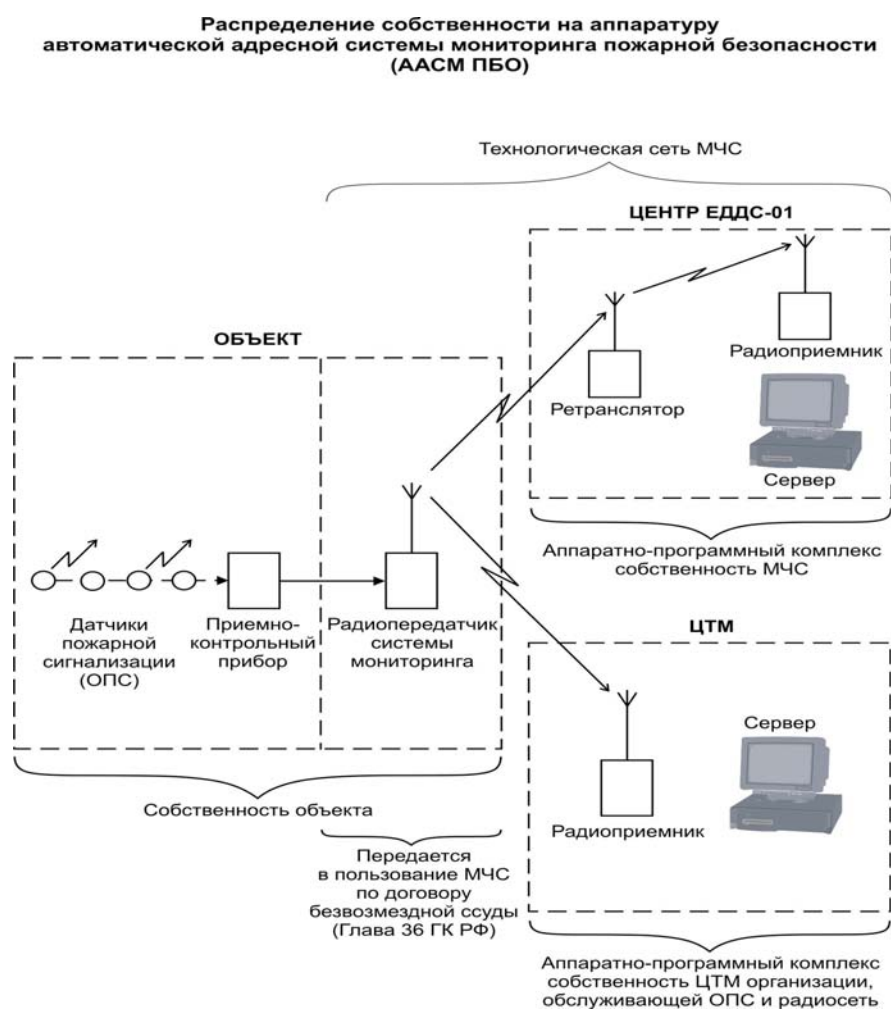 Распределение собственности на аппаратуру
автоматической адресной системы мониторинга пожарной безопасности
(ААСМ ПБО)
Технологическая сеть МЧС
ЦЕНТР ЕДДС-01
Радиоприемник
Ретранслятор
Сервер
Аппаратно-программный комплекс
собственность МЧС
ОБЪЕКТ
Датчики
пожарной
сигнализации
(ОПС)
Приемно-
контрольный
прибор
Радиопередатчик
системы
мониторинга
Собственность объекта
Передается
в пользование МЧС
по договору
безвозмездной ссуды
(Глава 36 ГК РФ)
ЦТМ
Сервер
Радиоприемник
Аппаратно-программный комплекс
собственность ЦТМ организации,
обслуживающей ОПС и радиосеть